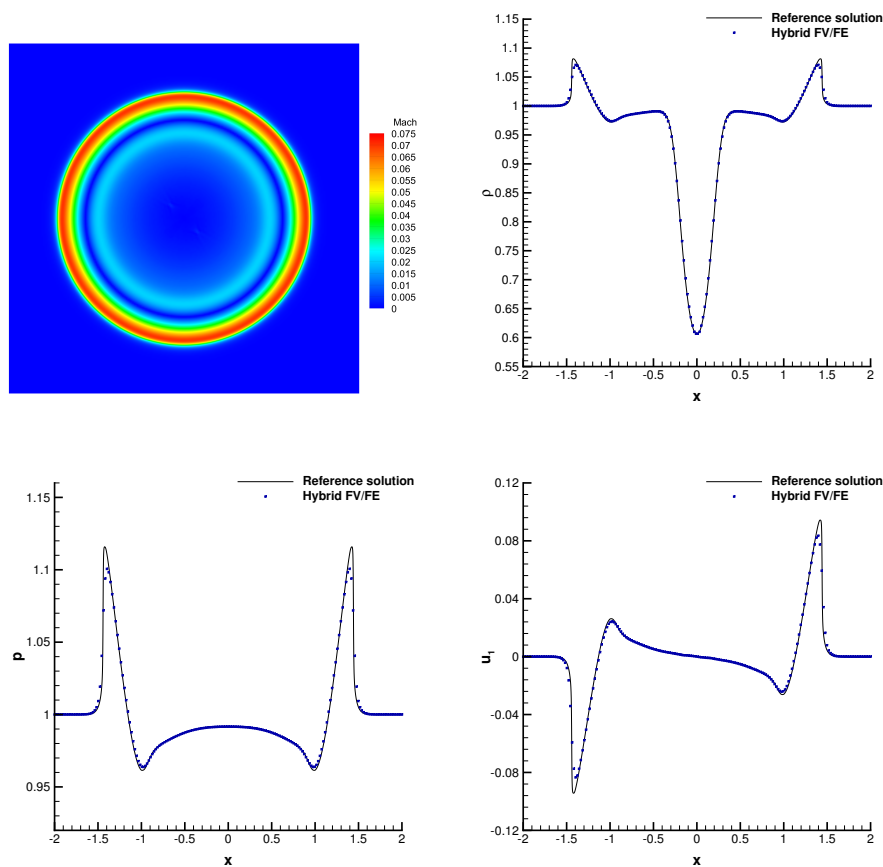 Mach
0.075
0.07
0.065
0.06
0.055
0.05
0.045
0.04
0.035
0.03
0.025
0.02
0.015
0.01
0.005
0
Reference solution
Hybrid FV/FE
1.15
1.1
1.05
1
0.95
0.9
0.85
0.8
0.75
0.7
0.65
0.6
0.55
ρ
-2 -1.5 -1 -0.5 0 0.5 1 1.5 2
x
Reference solution
Hybrid FV/FE
1.15
1.1
1.05
1
0.95
p
-2 -1.5 -1 -0.5 0 0.5 1 1.5 2
x
Reference solution
Hybrid FV/FE
0.12
0.08
0.04
0
-0.04
-0.08
-0.12
u₁
-2 -1.5 -1 -0.5 0 0.5 1 1.5 2
x